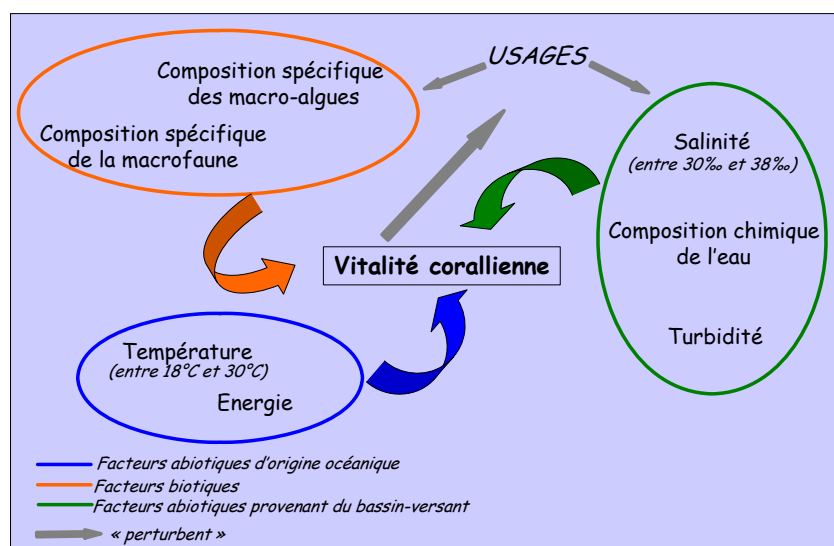 USAGES
Composition spécifique
des macro-algues
Composition spécifique
de la macrofaune
Salinité
(entre 30‰ et 38‰)
Composition chimique
de l'eau
Turbidité
Vitalité corallienne
Température
(entre 18°C et 30°C)
Energie
Facteurs abiotiques d'origine océanique
Facteurs biotiques
Facteurs abiotiques provenant du bassin-versant
« perturbent »